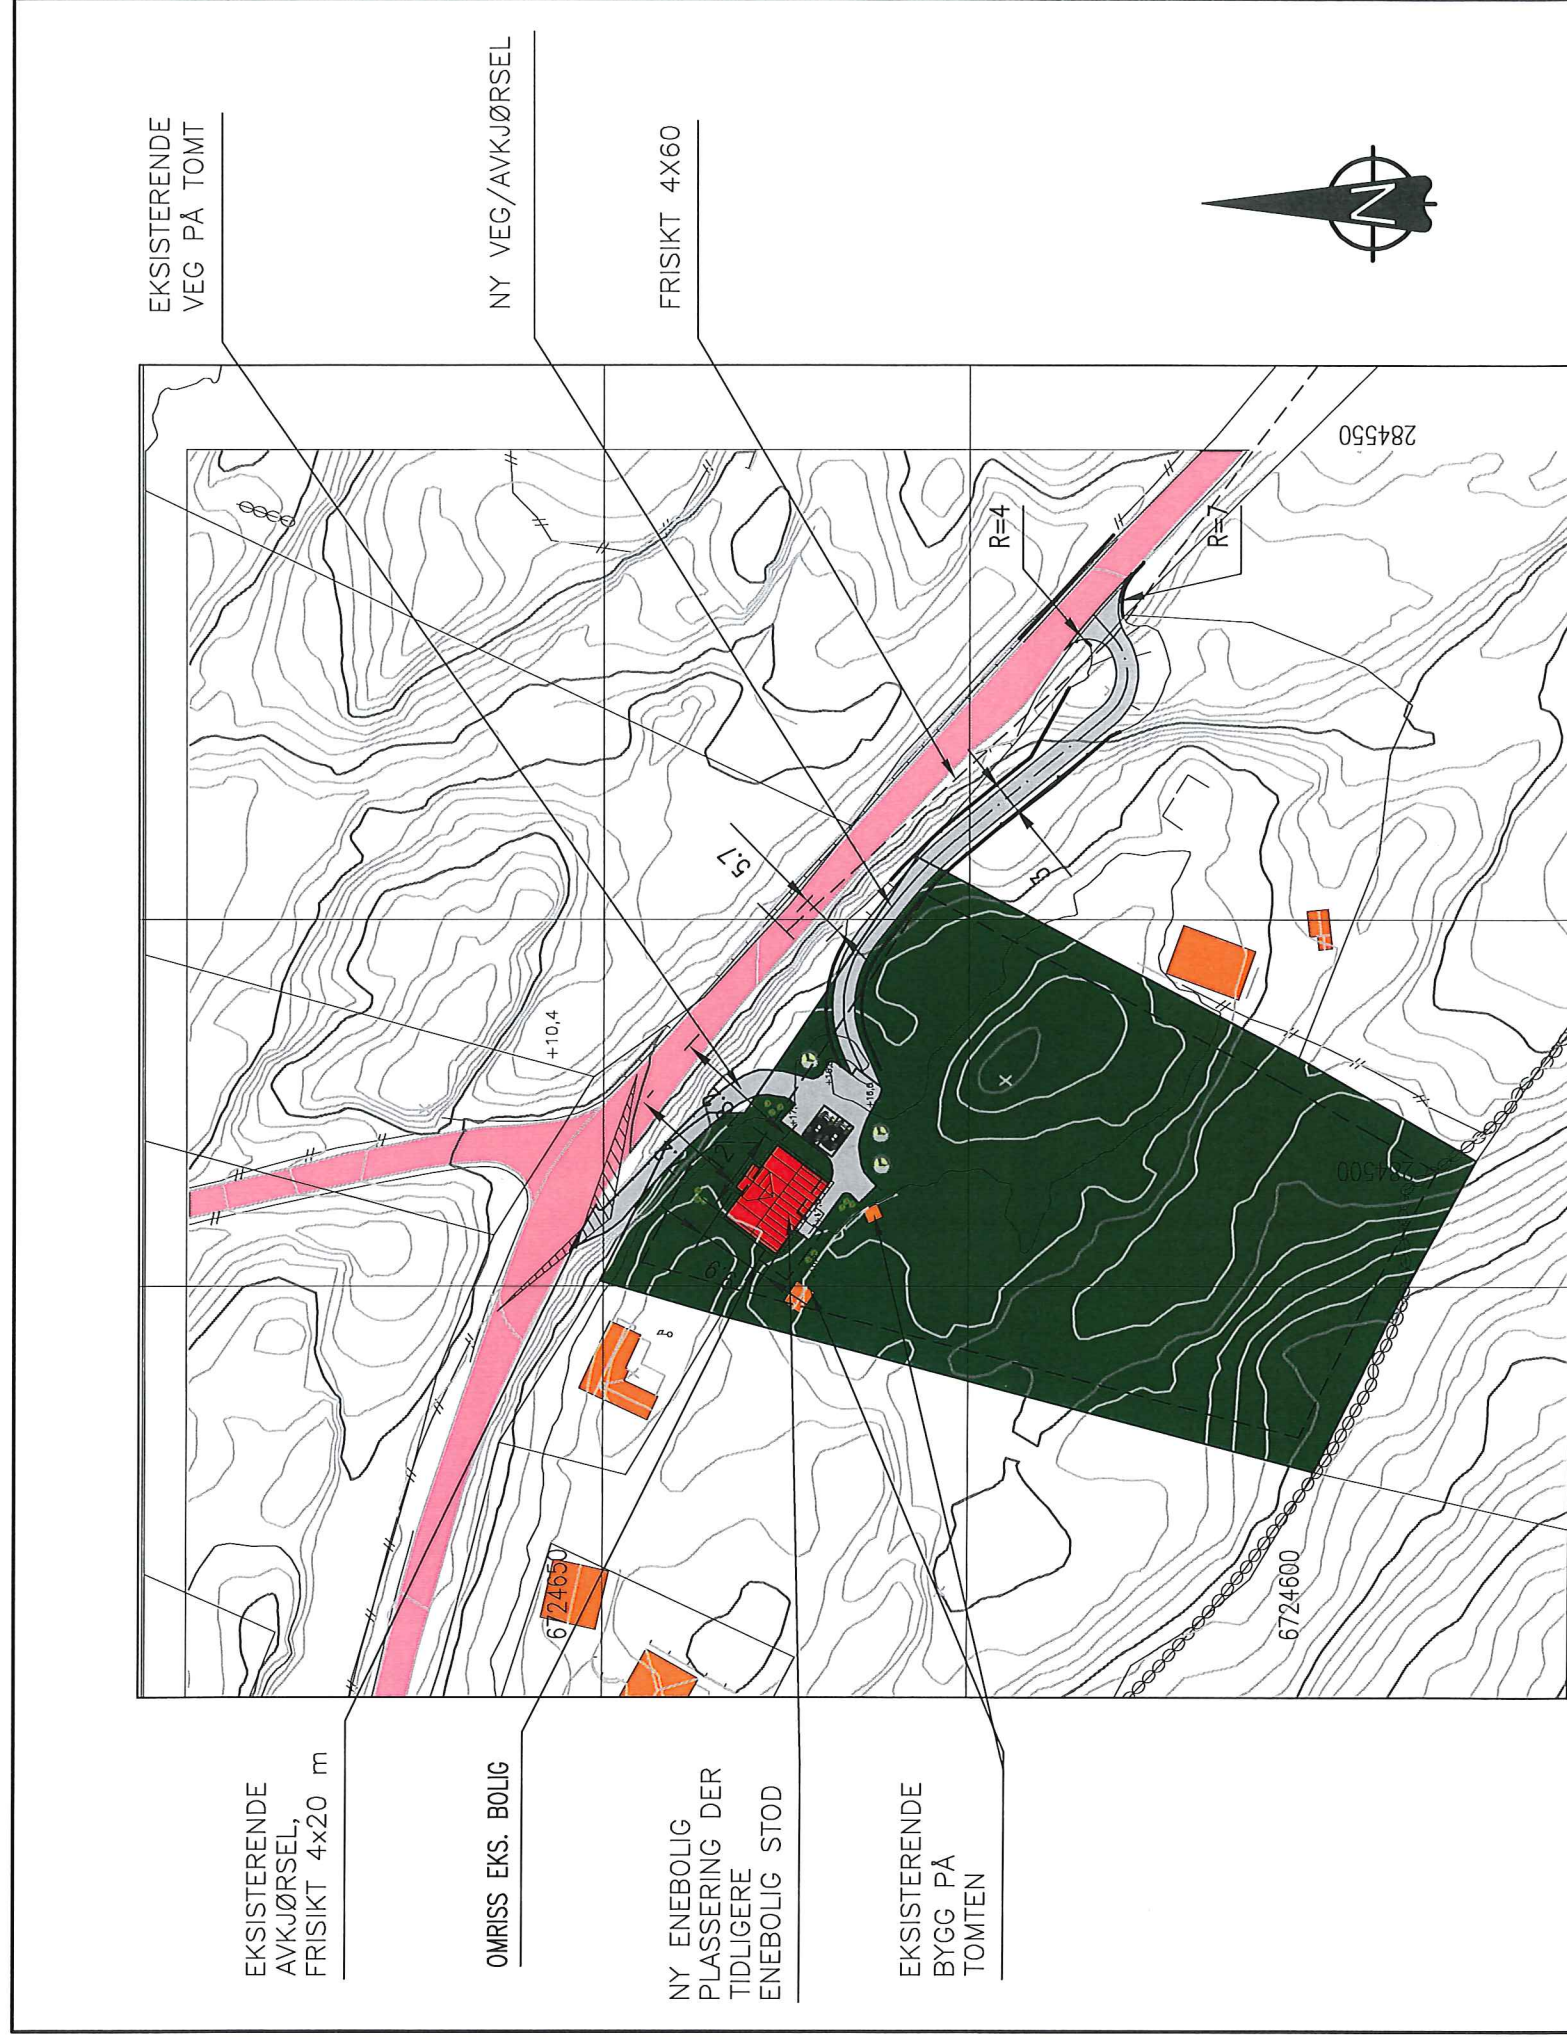 EKSISTERENDE
VEG PÅ TOMT
NY VEG/AVKJØRSEL
FRISIKT 4X60
N
284550
R=4
R=7
5.7
3
+10,4
284500
6724650
6724600
EKSISTERENDE
AVKJØRSEL,
FRISIKT 4x20 m
OMRISS EKS. BOLIG
NY ENEBOLIG
PLASSERING DER
TIDLIGERE
ENEBOLIG STOD
EKSISTERENDE
BYGG PÅ
TOMTEN